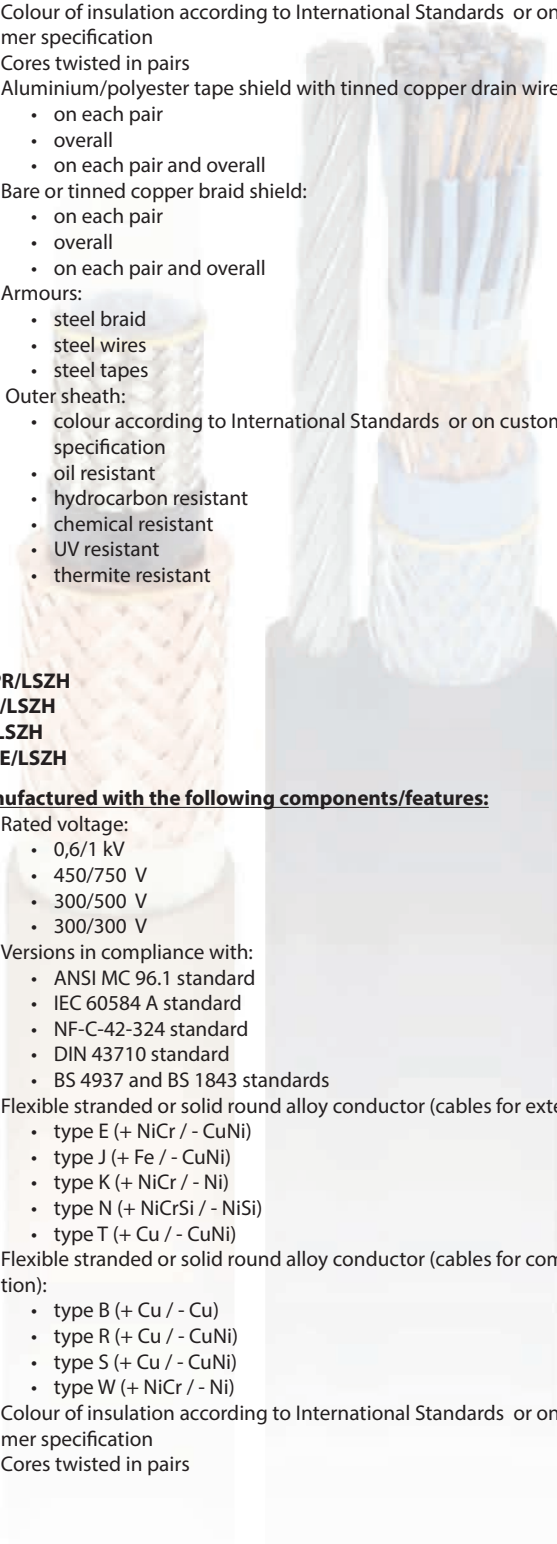 Colour of insulation according to International Standards or on
mer specification
Cores twisted in pairs
Aluminium/polyester tape shield with tinned copper drain wire
• on each pair
• overall
• on each pair and overall
Bare or tinned copper braid shield:
• on each pair
• overall
• on each pair and overall
Armours:
• steel braid
• steel wires
• steel tapes
Outer sheath:
• colour according to International Standards or on custom
specification
• oil resistant
• hydrocarbon resistant
• chemical resistant
• UV resistant
• thermite resistant
PR/LSZH
/LSZH
LSZH
E/LSZH
nufactured with the following components/features:
Rated voltage:
• 0,6/1 kV
• 450/750 V
• 300/500 V
• 300/300 V
Versions in compliance with:
• ANSI MC 96.1 standard
• IEC 60584 A standard
• NF-C-42-324 standard
• DIN 43710 standard
• BS 4937 and BS 1843 standards
Flexible stranded or solid round alloy conductor (cables for exte
• type E (+ NiCr / - CuNi)
• type J (+ Fe / - CuNi)
• type K (+ NiCr / - Ni)
• type N (+ NiCrSi / - NiSi)
• type T (+ Cu / - CuNi)
Flexible stranded or solid round alloy conductor (cables for com
tion):
• type B (+ Cu / - Cu)
• type R (+ Cu / - CuNi)
• type S (+ Cu / - CuNi)
• type W (+ NiCr / - Ni)
Colour of insulation according to International Standards or on
mer specification
Cores twisted in pairs